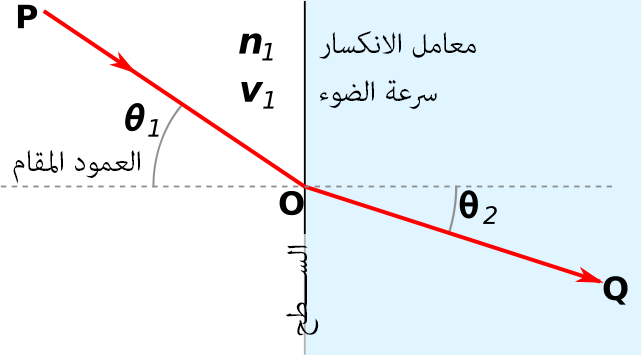 P
n1 معامل الانكسار
v1 سرعة الضوء
θ1
العمود المقام
O
θ2
السطح
Q